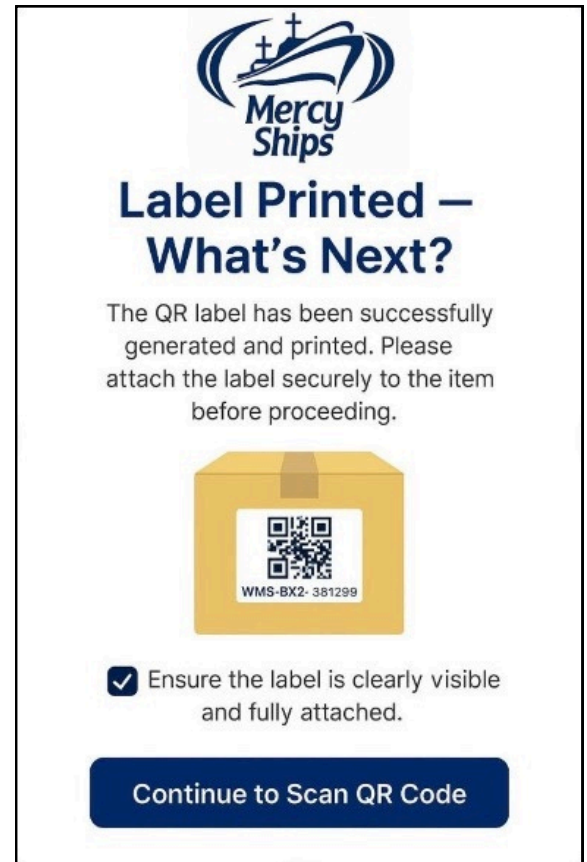 Mercy
Ships
Label Printed –
What's Next?
The QR label has been successfully
generated and printed. Please
attach the label securely to the item
before proceeding.
WMS-BX2- 381299
Ensure the label is clearly visible
and fully attached.
Continue to Scan QR Code